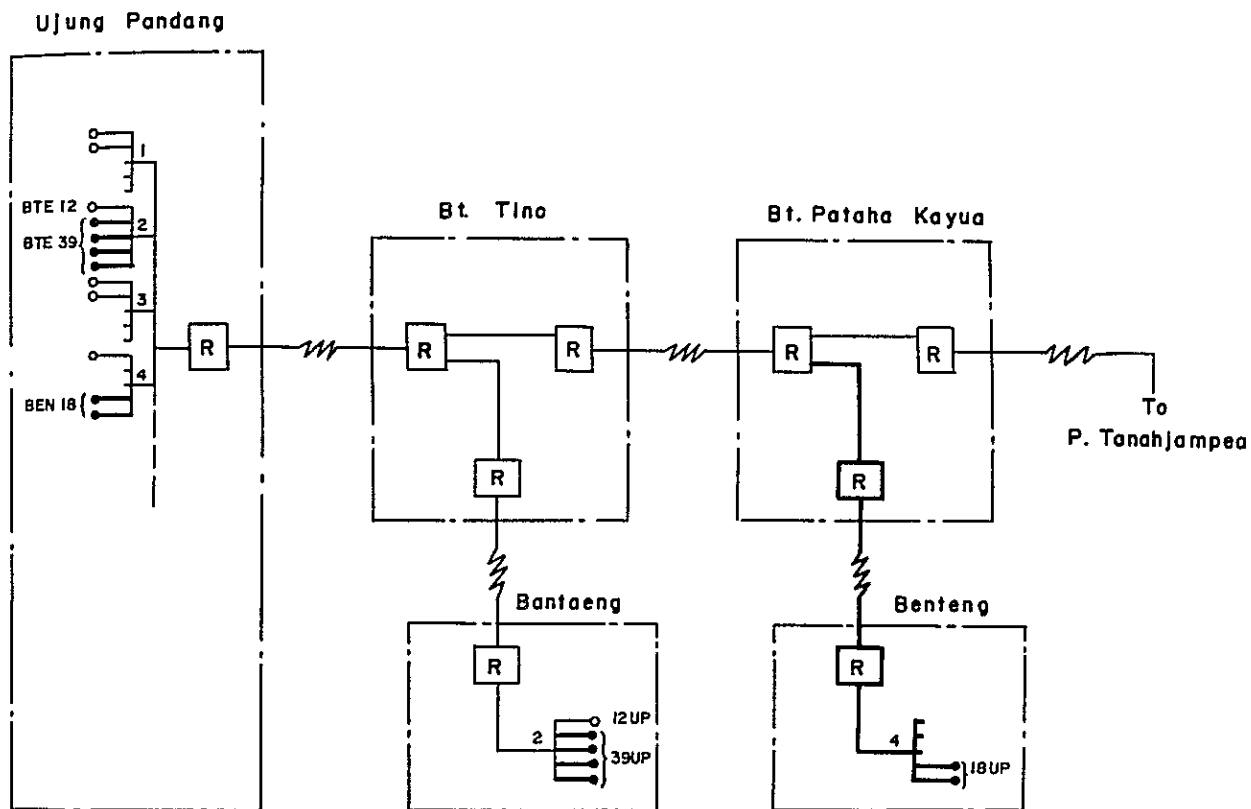 Ujung Pandang
1
BTE 12
2
BTE 39
3
4
BEN 18
R
Bt. Tino
R
R
R
Bt. Pataha Kayua
R
R
R
To
P. Tanahjampea
Bantaeng
R
2
12UP
39UP
Benteng
R
4
18UP